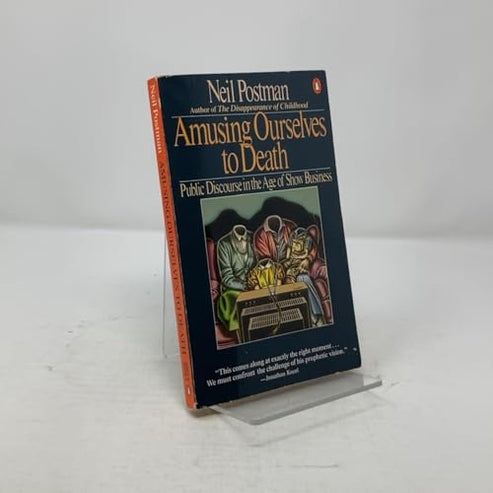 Neil Postman
Author of The Disappearance of Childhood
Amusing Ourselves
to Death
Public Discourse in the Age of Show Business
"This comes along at exactly the right moment...
We must confront the challenge of his prophetic vision."
—Jonathan Kozol
Neil Postman AMUSING OURSELVES TO DEATH